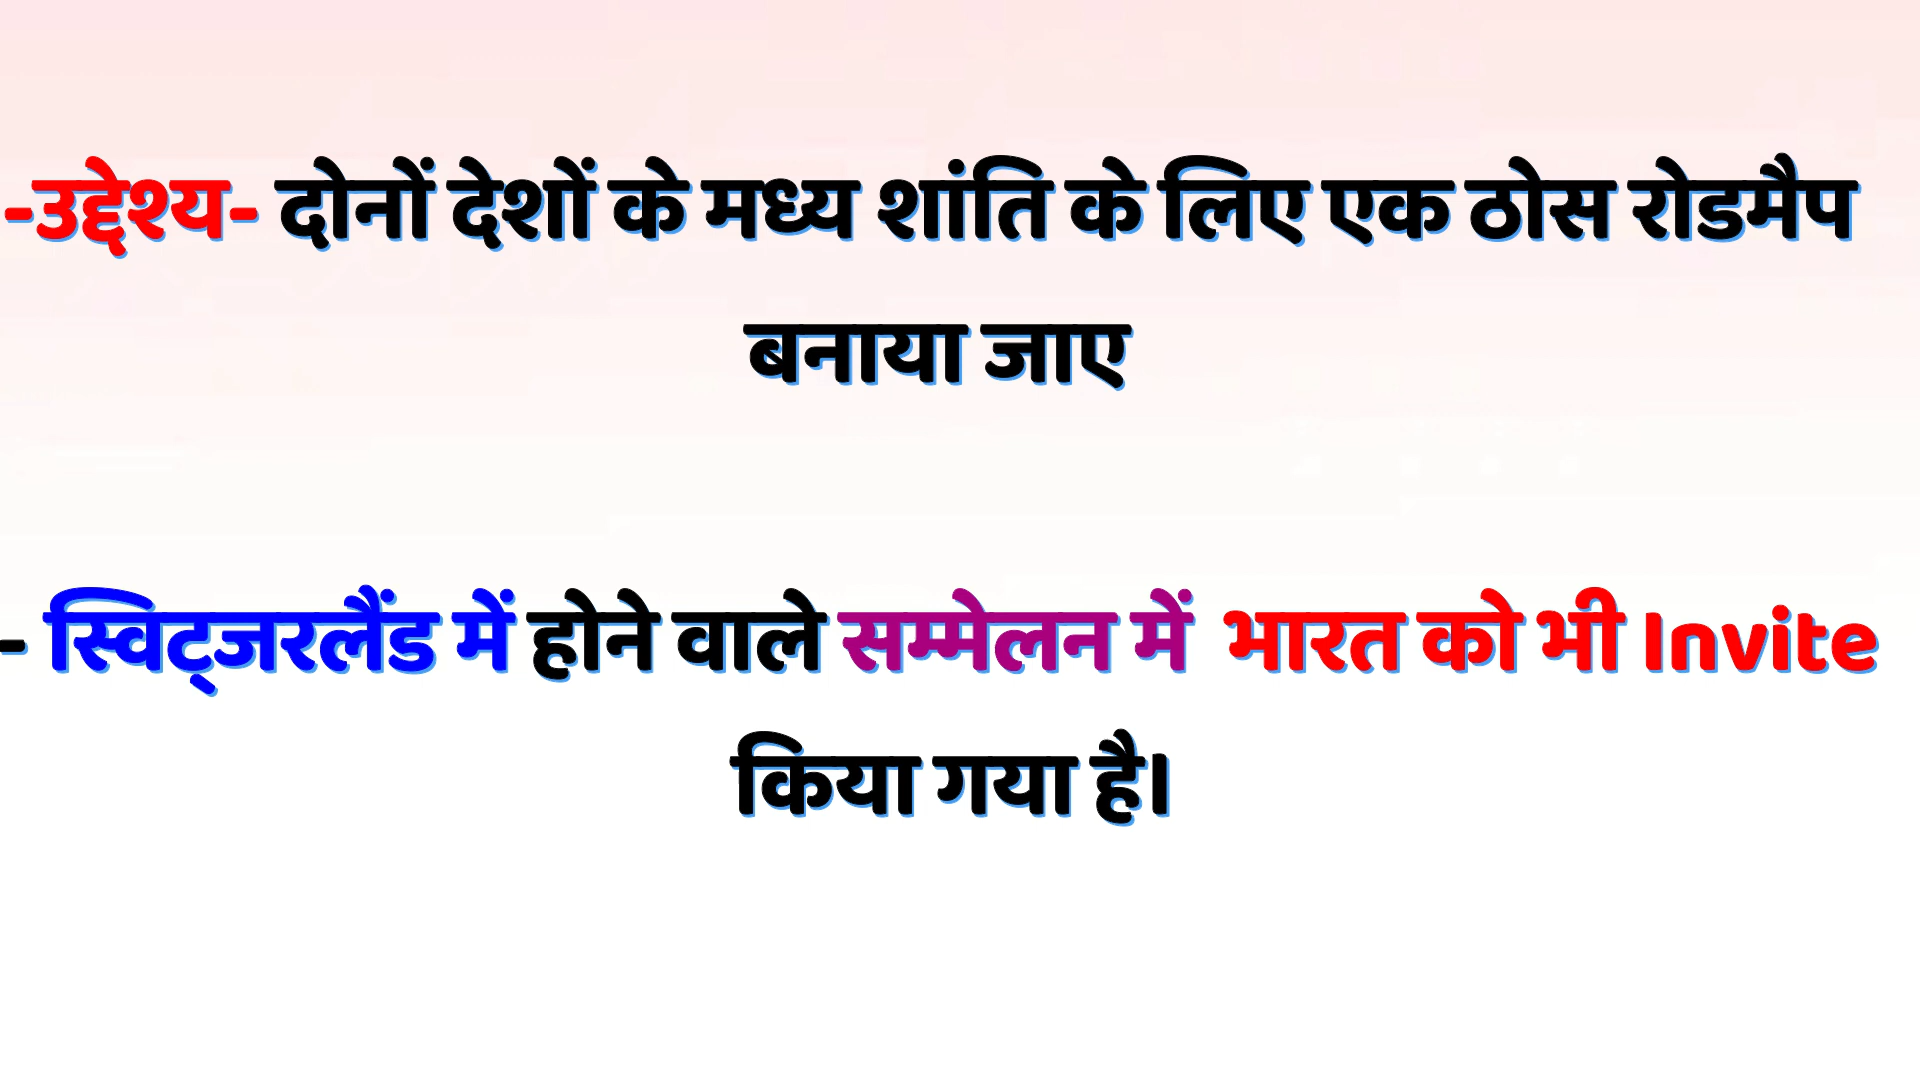 -उद्देश्य- दोनों देशों के मध्य शांति के लिए एक ठोस रोडमैप
बनाया जाए
- स्विट्जरलैंड में होने वाले सम्मेलन में भारत को भी Invite
किया गया है।